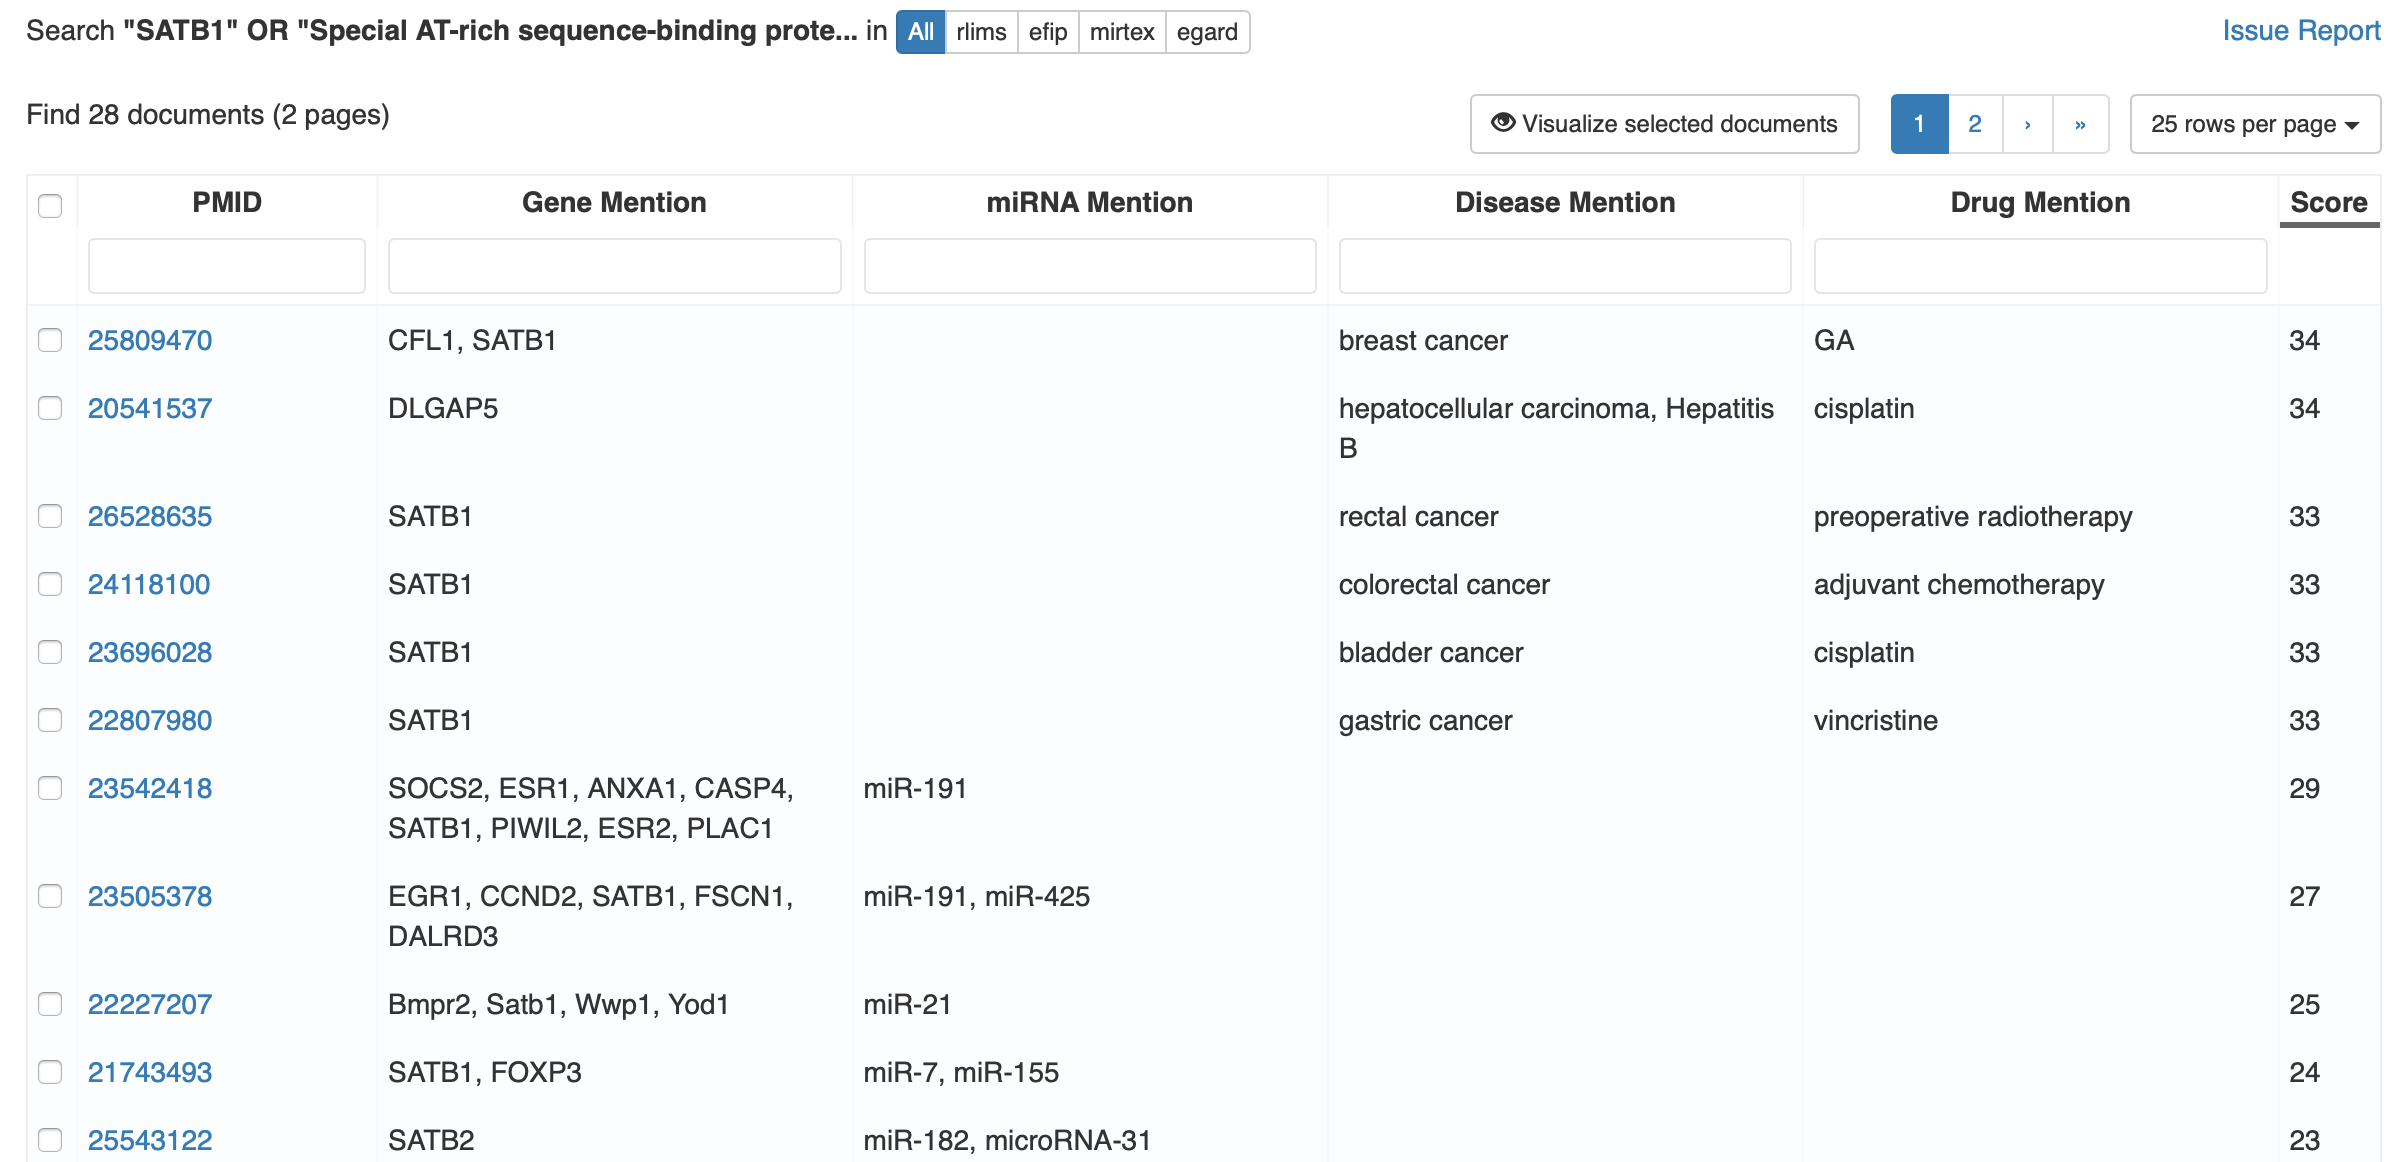 Search "SATB1" OR "Special AT-rich sequence-binding prote... in All rlims efip mirtex egard
Issue Report
Find 28 documents (2 pages)
Visualize selected documents
1 2 › »
25 rows per page
PMID Gene Mention miRNA Mention Disease Mention Drug Mention Score
25809470 CFL1, SATB1 breast cancer GA 34
20541537 DLGAP5 hepatocellular carcinoma, Hepatitis cisplatin 34
B
26528635 SATB1 rectal cancer preoperative radiotherapy 33
24118100 SATB1 colorectal cancer adjuvant chemotherapy 33
23696028 SATB1 bladder cancer cisplatin 33
22807980 SATB1 gastric cancer vincristine 33
23542418 SOCS2, ESR1, ANXA1, CASP4, miR-191 29
SATB1, PIWIL2, ESR2, PLAC1
23505378 EGR1, CCND2, SATB1, FSCN1, miR-191, miR-425 27
DALRD3
22227207 Bmpr2, Satb1, Wwp1, Yod1 miR-21 25
21743493 SATB1, FOXP3 miR-7, miR-155 24
25543122 SATB2 miR-182, microRNA-31 23